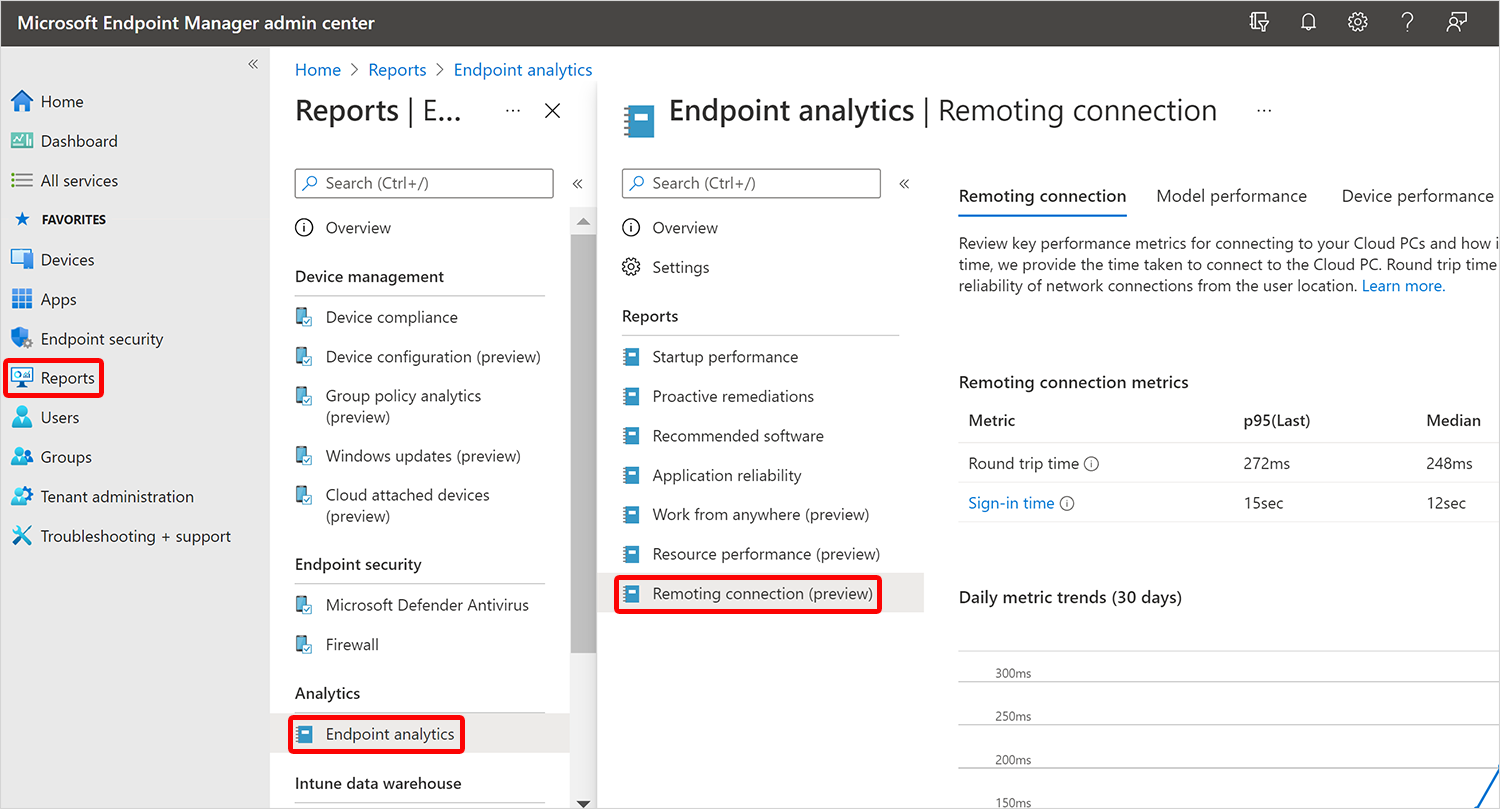 Microsoft Endpoint Manager admin center
Home
Dashboard
All services
FAVORITES
Devices
Apps
Endpoint security
Reports
Users
Groups
Tenant administration
Troubleshooting + support
Home > Reports > Endpoint analytics
Reports | E... ...
Search (Ctrl+/)
Overview
Device management
Device compliance
Device configuration (preview)
Group policy analytics
(preview)
Windows updates (preview)
Cloud attached devices
(preview)
Endpoint security
Microsoft Defender Antivirus
Firewall
Analytics
Endpoint analytics
Intune data warehouse
Endpoint analytics | Remoting connection ...
Search (Ctrl+/)
Overview
Settings
Reports
Startup performance
Proactive remediations
Recommended software
Application reliability
Work from anywhere (preview)
Resource performance (preview)
Remoting connection (preview)
Remoting connection Model performance Device performance
Review key performance metrics for connecting to your Cloud PCs and how i
time, we provide the time taken to connect to the Cloud PC. Round trip time
reliability of network connections from the user location. Learn more.
Remoting connection metrics
Metric p95(Last) Median
Round trip time 272ms 248ms
Sign-in time 15sec 12sec
Daily metric trends (30 days)
300ms
250ms
200ms
150ms